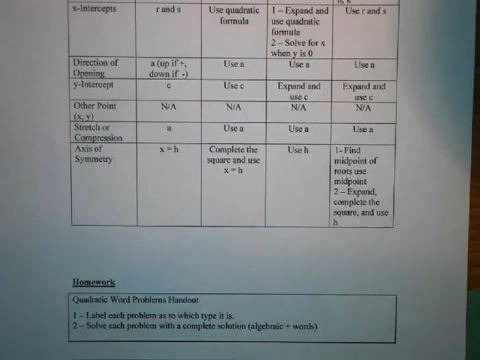 h, k
x-Intercepts r and s Use quadratic formula 1 – Expand and use quadratic formula 2 – Solve for x when y is 0 Use r and s
Direction of Opening a (up if +, down if -) Use a Use a Use a
y-Intercept c Use c Expand and use c Expand and use c
Other Point (x, y) N/A N/A N/A N/A
Stretch or Compression a Use a Use a Use a
Axis of Symmetry x = h Complete the square and use x = h Use h 1- Find midpoint of roots use midpoint 2 – Expand, complete the square, and use h
Homework
Quadratic Word Problems Handout
1 – Label each problem as to which type it is.
2 – Solve each problem with a complete solution (algebraic + words)